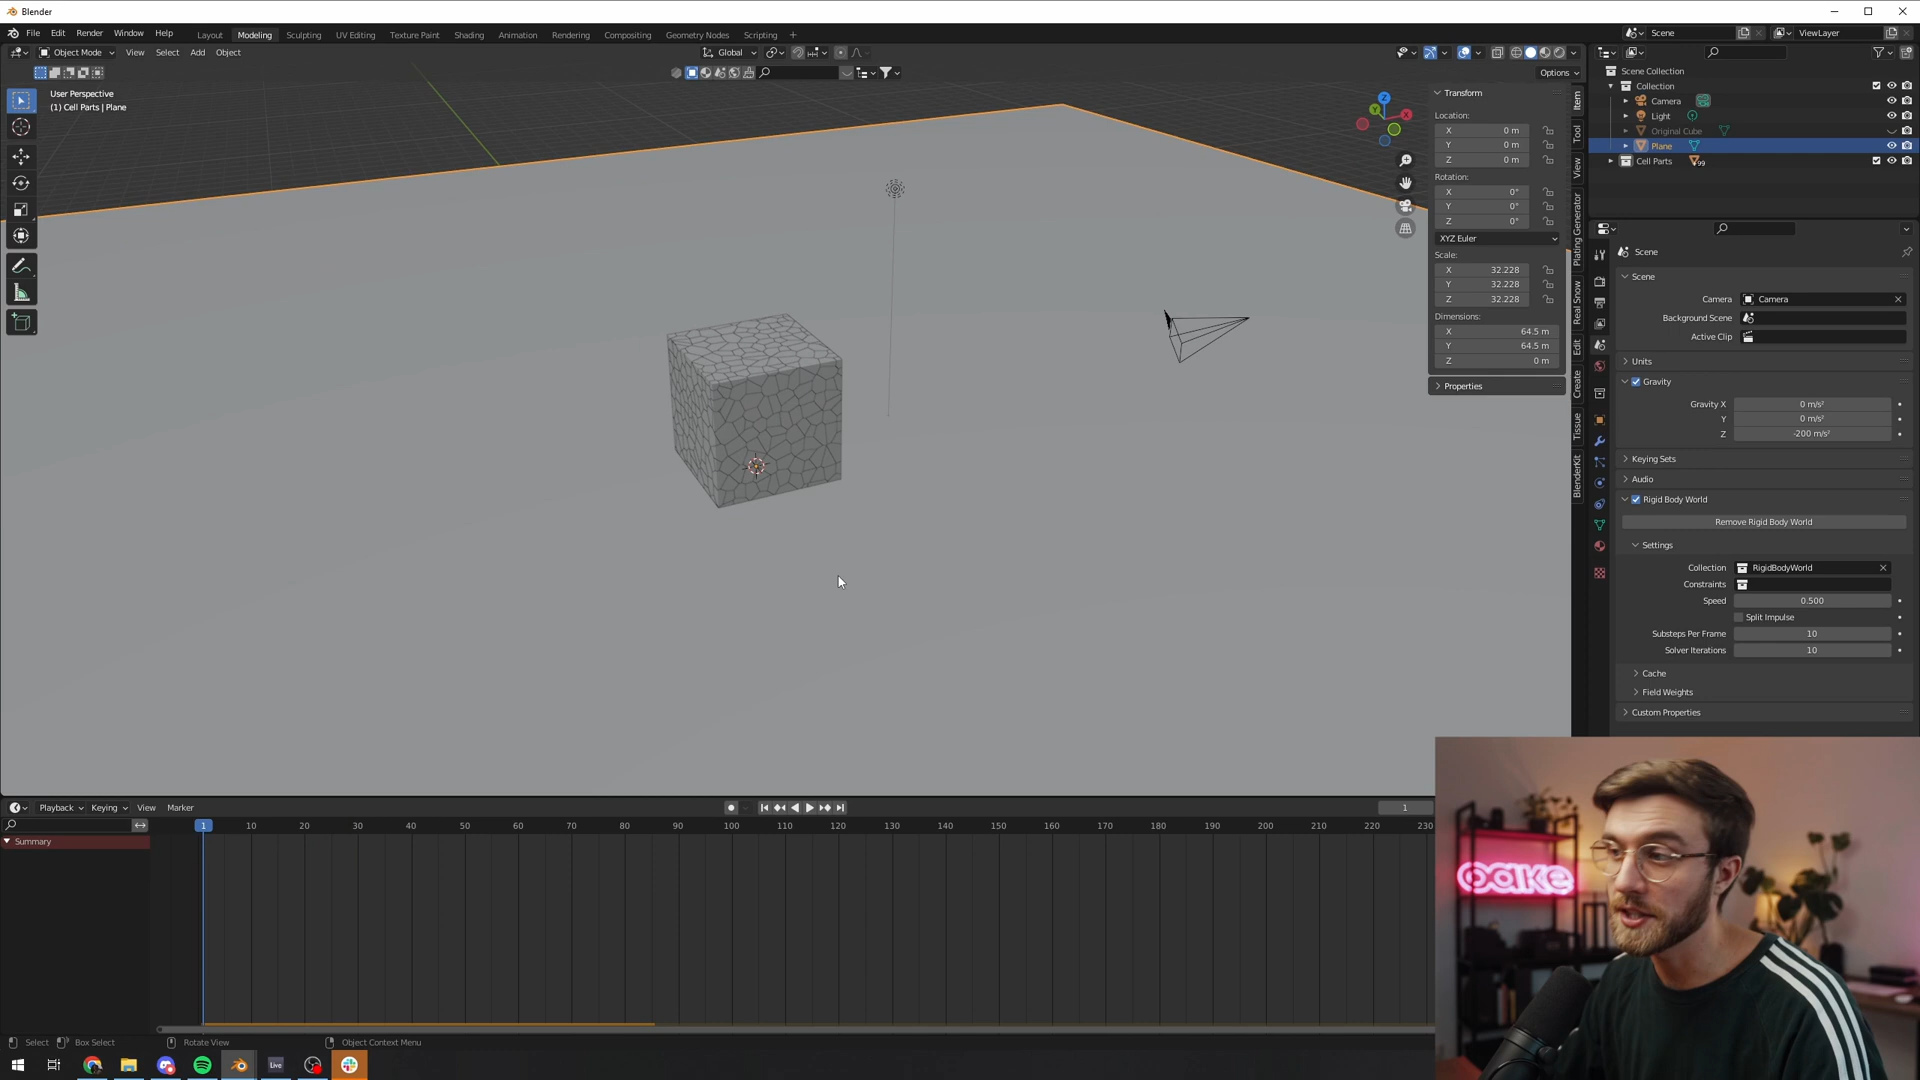 Blender
File Edit Render Window Help Layout Modeling Sculpting UV Editing Texture Paint Shading Animation Rendering Compositing Geometry Nodes Scripting + Scene ViewLayer
Object Mode View Select Add Object Global
Options
User Perspective
(1) Cell Parts | Plane
Z
Y
X
Transform
Location:
X 0 m
Y 0 m
Z 0 m
Rotation:
X 0°
Y 0°
Z 0°
XYZ Euler
Scale:
X 32.228
Y 32.228
Z 32.228
Dimensions:
X 64.5 m
Y 64.5 m
Z 0 m
Properties
Item
Tool
View
Plating Generator
Real Snow
Edit
Create
Tissue
BlenderKit
Scene Collection
Collection
Camera
Light
Original Cube
Plane
Cell Parts 99
Scene
Scene
Camera Camera
Background Scene
Active Clip
Units
Gravity
Gravity X 0 m/s²
Y 0 m/s²
Z -200 m/s²
Keying Sets
Audio
Rigid Body World
Remove Rigid Body World
Settings
Collection RigidBodyWorld
Constraints
Speed 0.500
Split Impulse
Substeps Per Frame 10
Solver Iterations 10
Cache
Field Weights
Custom Properties
Playback Keying View Marker 1
1 10 20 30 40 50 60 70 80 90 100 110 120 130 140 150 160 170 180 190 200 210 220 230
Summary
cake
Select Box Select Rotate View Object Context Menu
Live